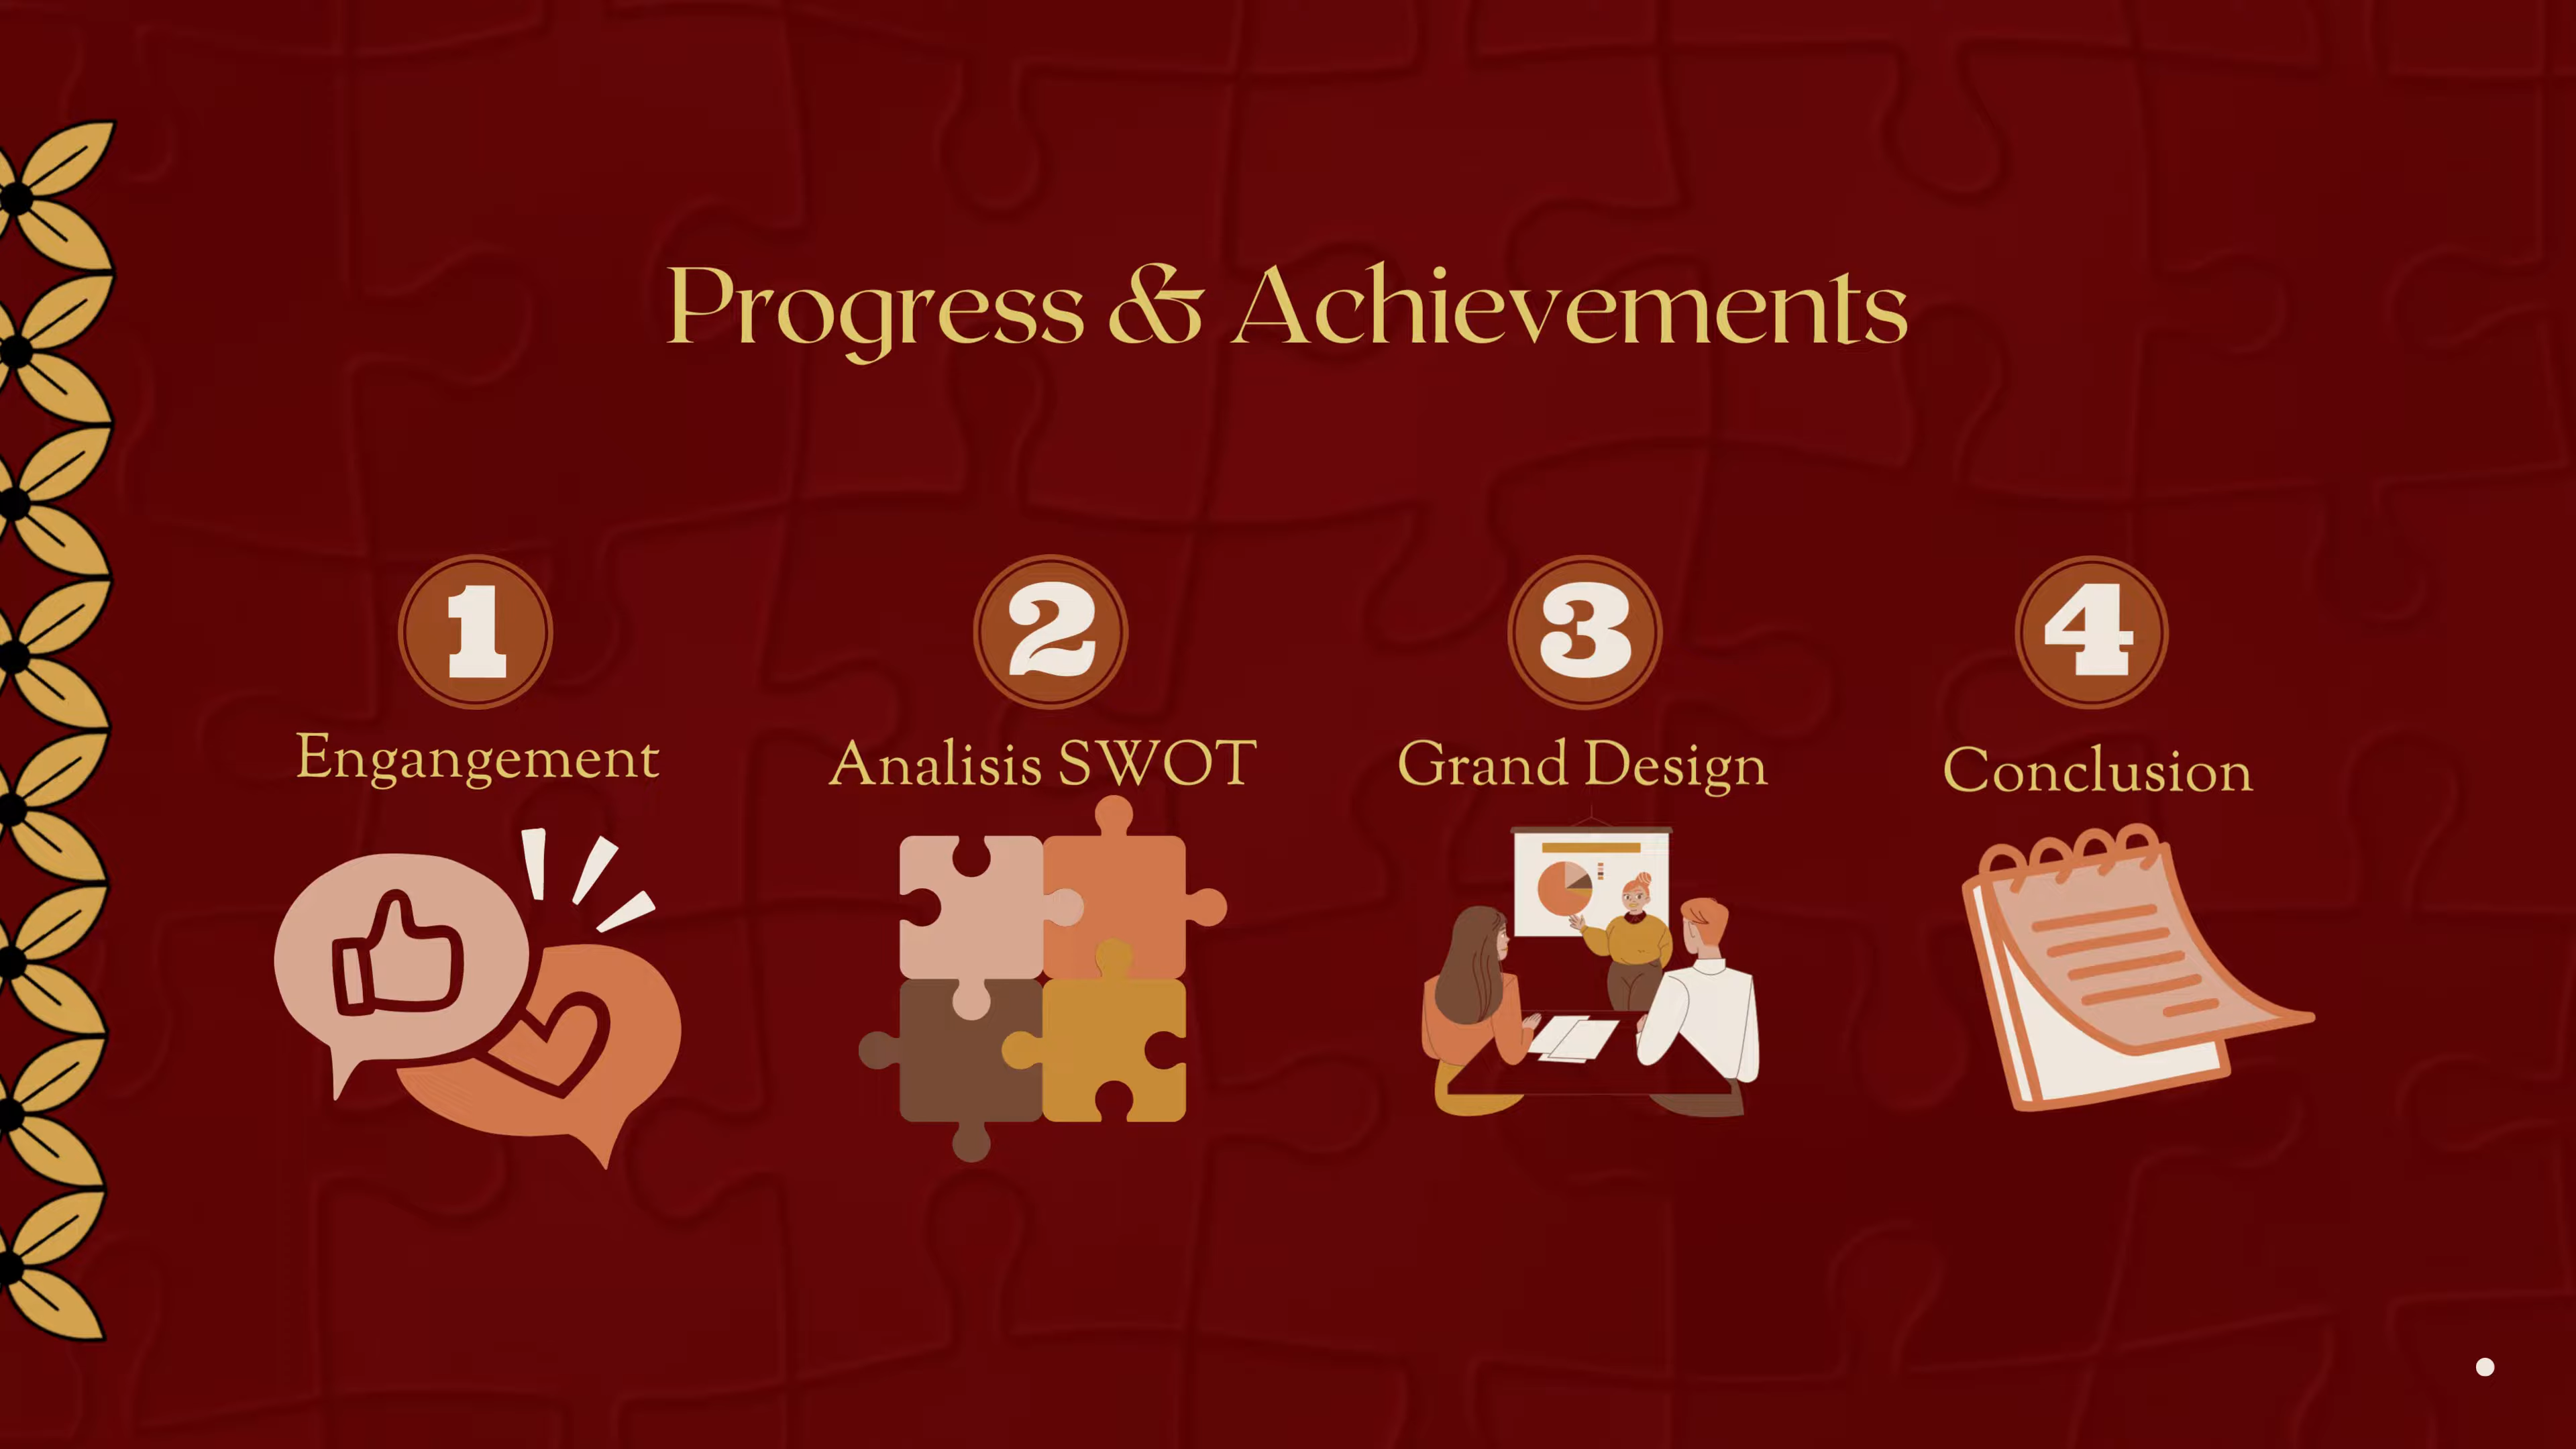 Progress & Achievements
1
2
3
4
Engangement
Analisis SWOT
Grand Design
Conclusion